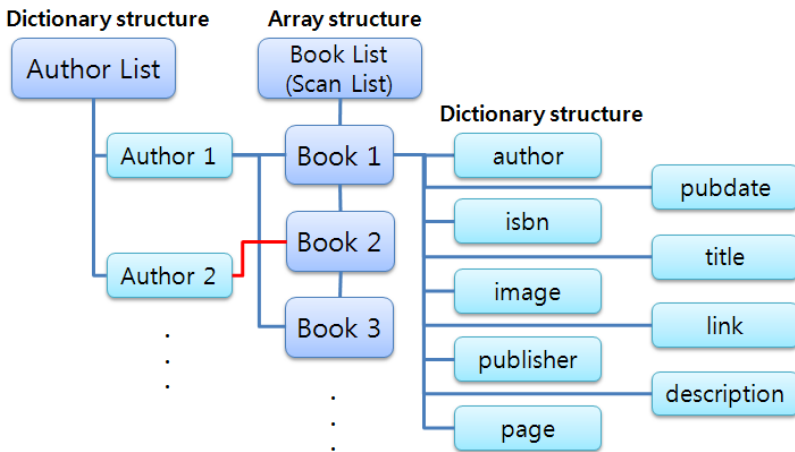 Dictionary structure
Array structure
Author List
Book List
(Scan List)
Dictionary structure
Author 1
Book 1
author
pubdate
isbn
Book 2
title
Author 2
image
Book 3
link
publisher
description
page